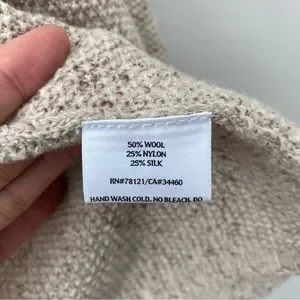 50% WOOL
25% NYLON
25% SILK
RN#78121/CA#34460
HAND WASH COLD. NO BLEACH. DO